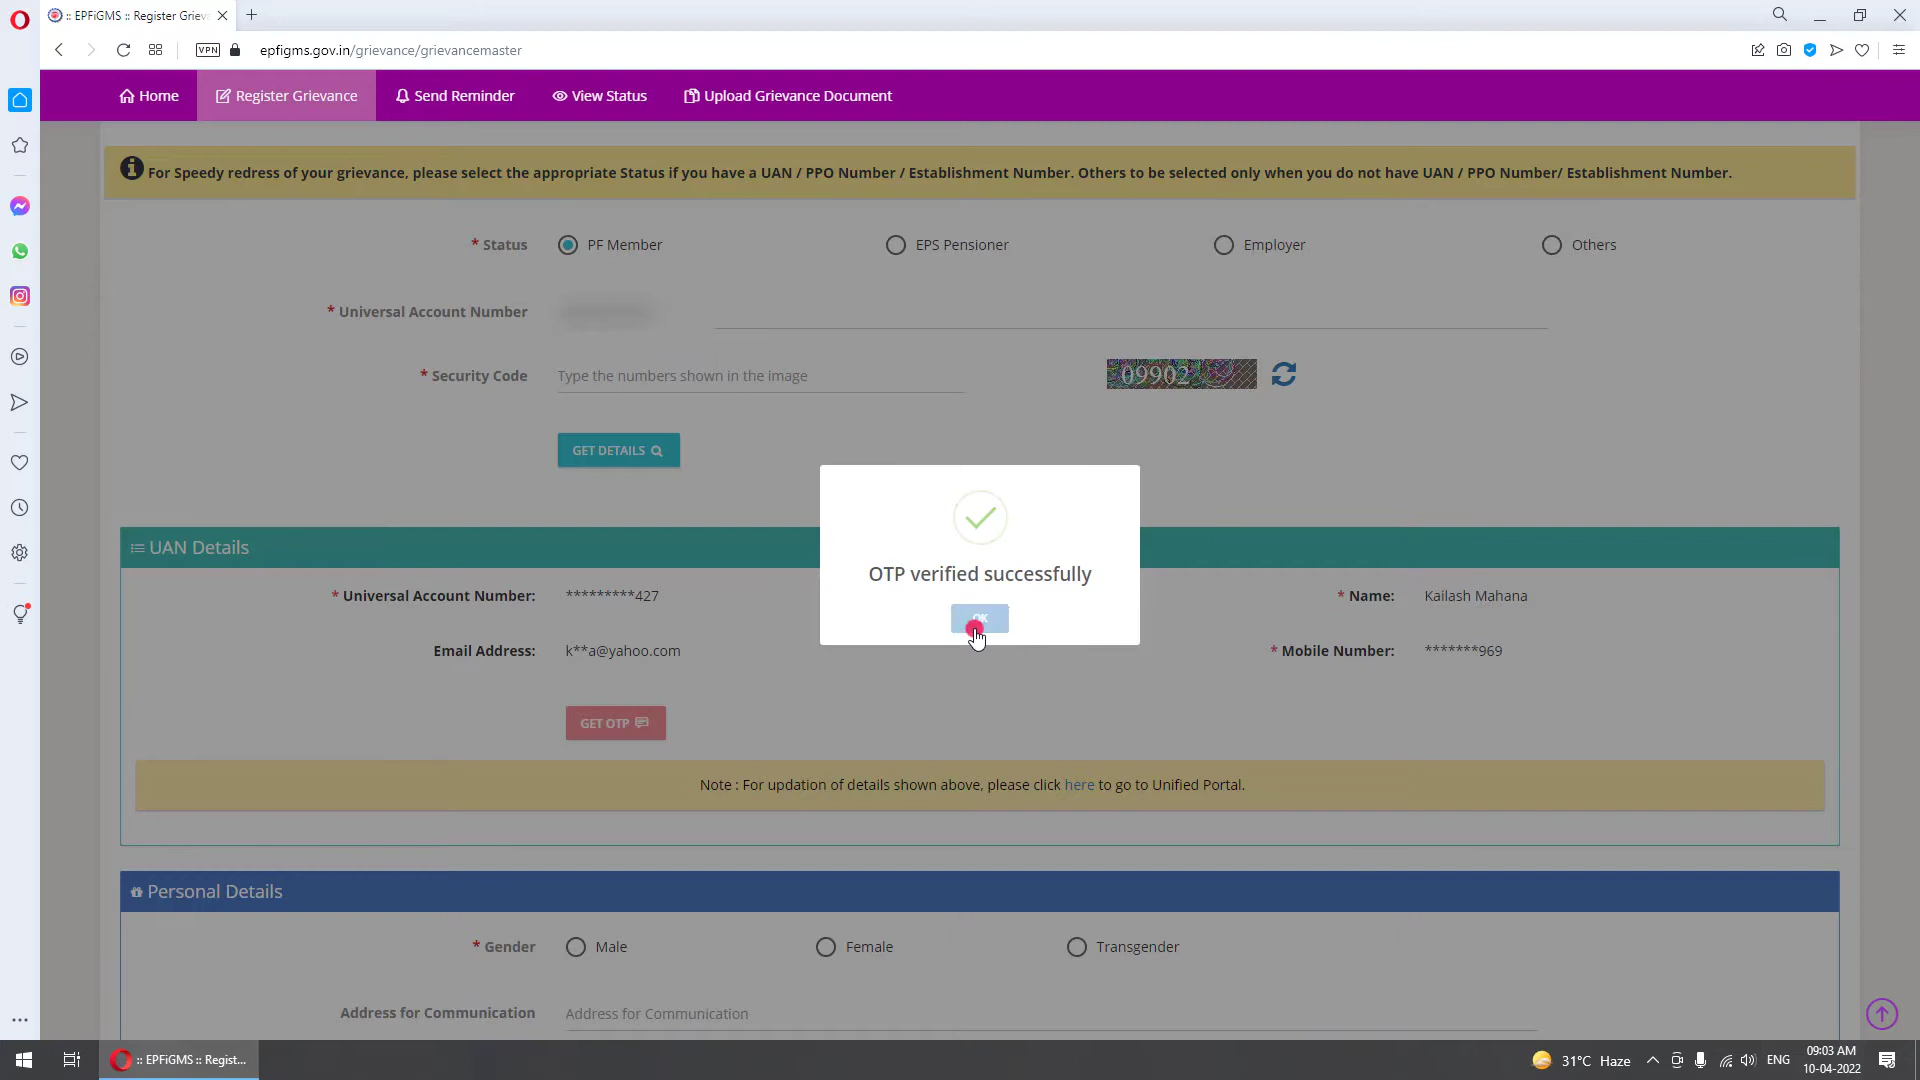 :: EPFiGMS :: Register Grieva
VPN
epfigms.gov.in/grievance/grievancemaster
Home
Register Grievance
Send Reminder
View Status
Upload Grievance Document
For Speedy redress of your grievance, please select the appropriate Status if you have a UAN / PPO Number / Establishment Number. Others to be selected only when you do not have UAN / PPO Number/ Establishment Number.
* Status
PF Member
EPS Pensioner
Employer
Others
* Universal Account Number
* Security Code
Type the numbers shown in the image
09902
GET DETAILS
UAN Details
OTP verified successfully
OK
* Universal Account Number:
*********427
* Name:
Kailash Mahana
Email Address:
k**a@yahoo.com
* Mobile Number:
*******969
GET OTP
Note : For updation of details shown above, please click here to go to Unified Portal.
Personal Details
* Gender
Male
Female
Transgender
Address for Communication
Address for Communication
:: EPFiGMS :: Regist...
31°C Haze
ENG
09:03 AM
10-04-2022